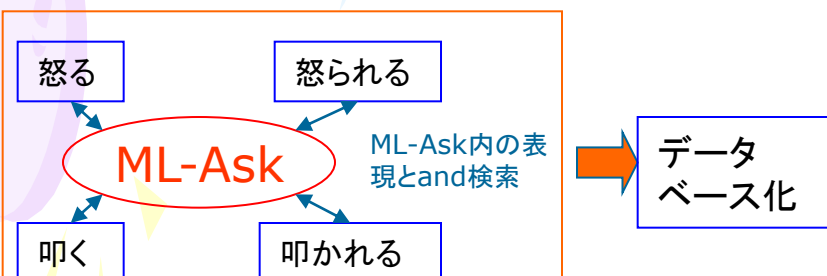 怒る
怒られる
ML-Ask
ML-Ask内の表
現とand検索
データ
ベース化
叩く
叩かれる